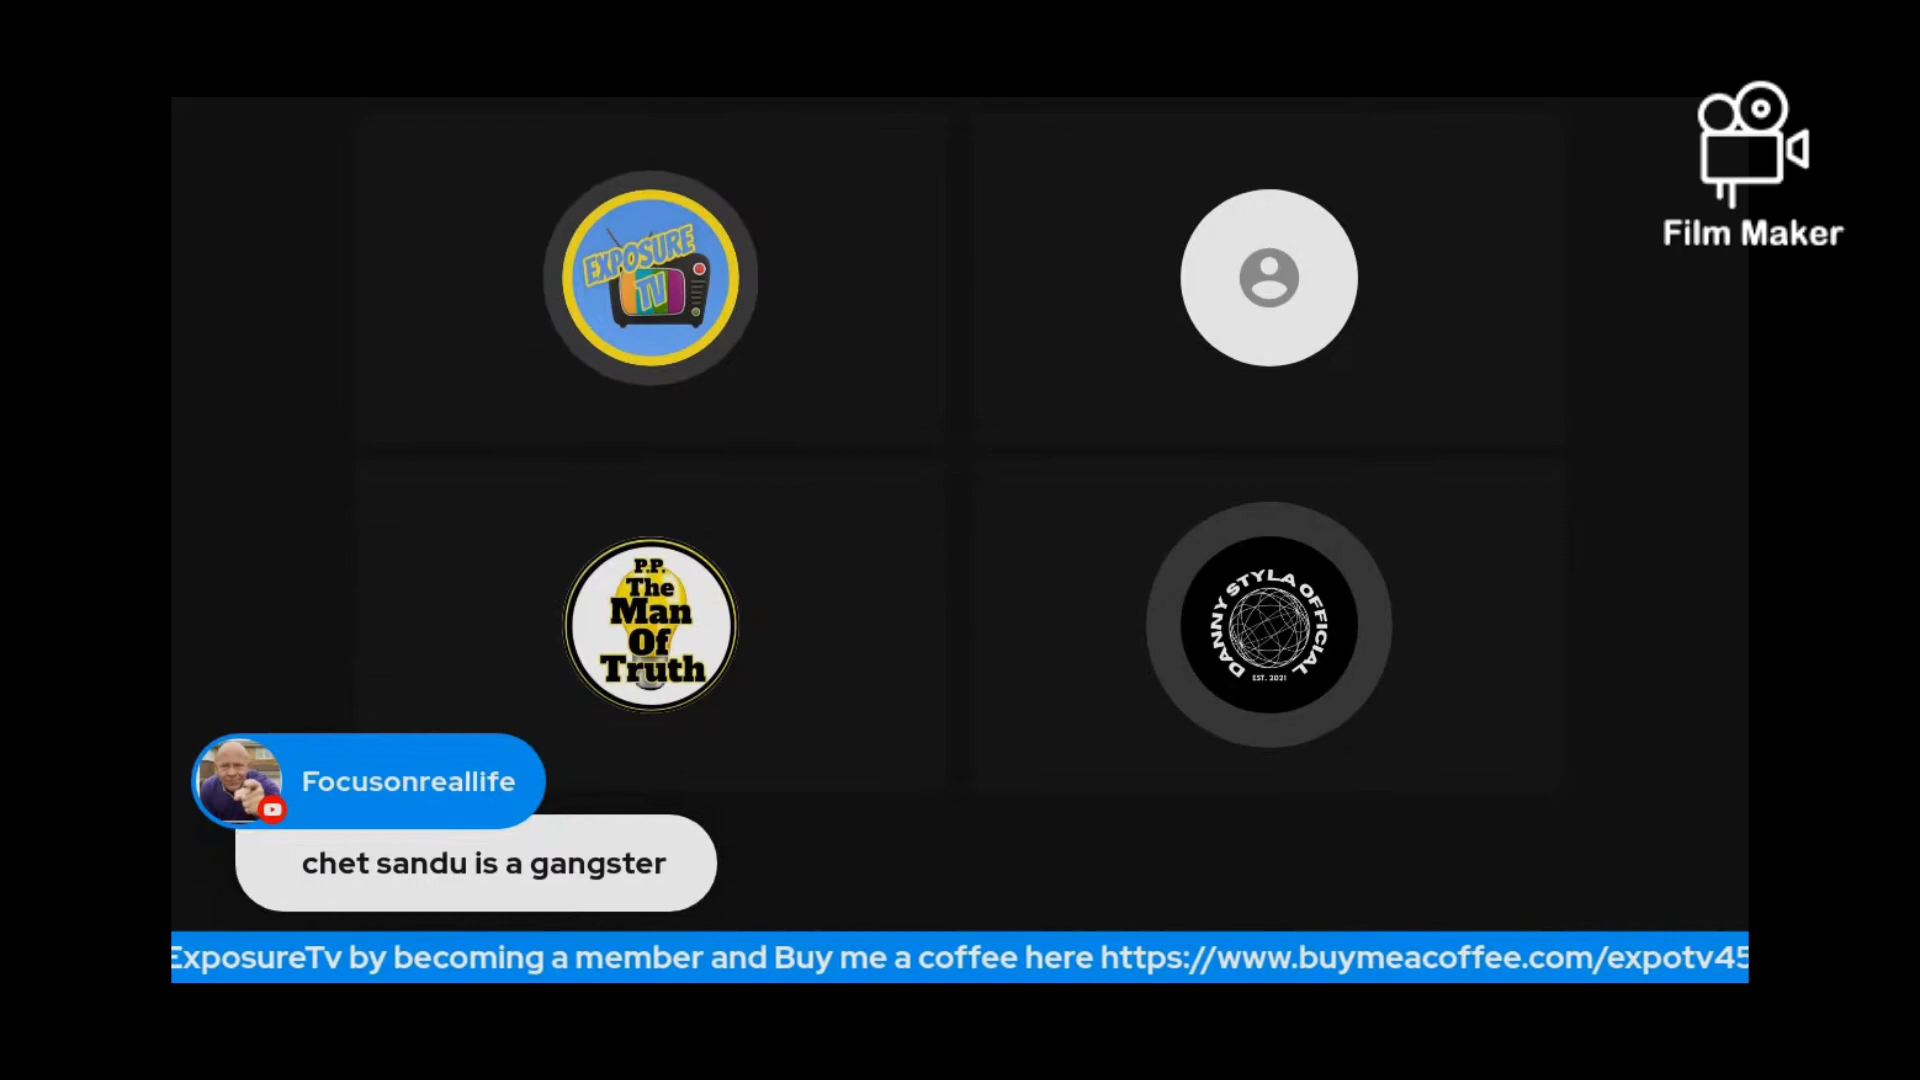 EXPOSURE
TV
Film Maker
P.P.
The
Man
Of
Truth
DANNY STYLA OFFICIAL
EST. 2021
Focusonreallife
chet sandu is a gangster
ExposureTv by becoming a member and Buy me a coffee here https://www.buymeacoffee.com/expotv45